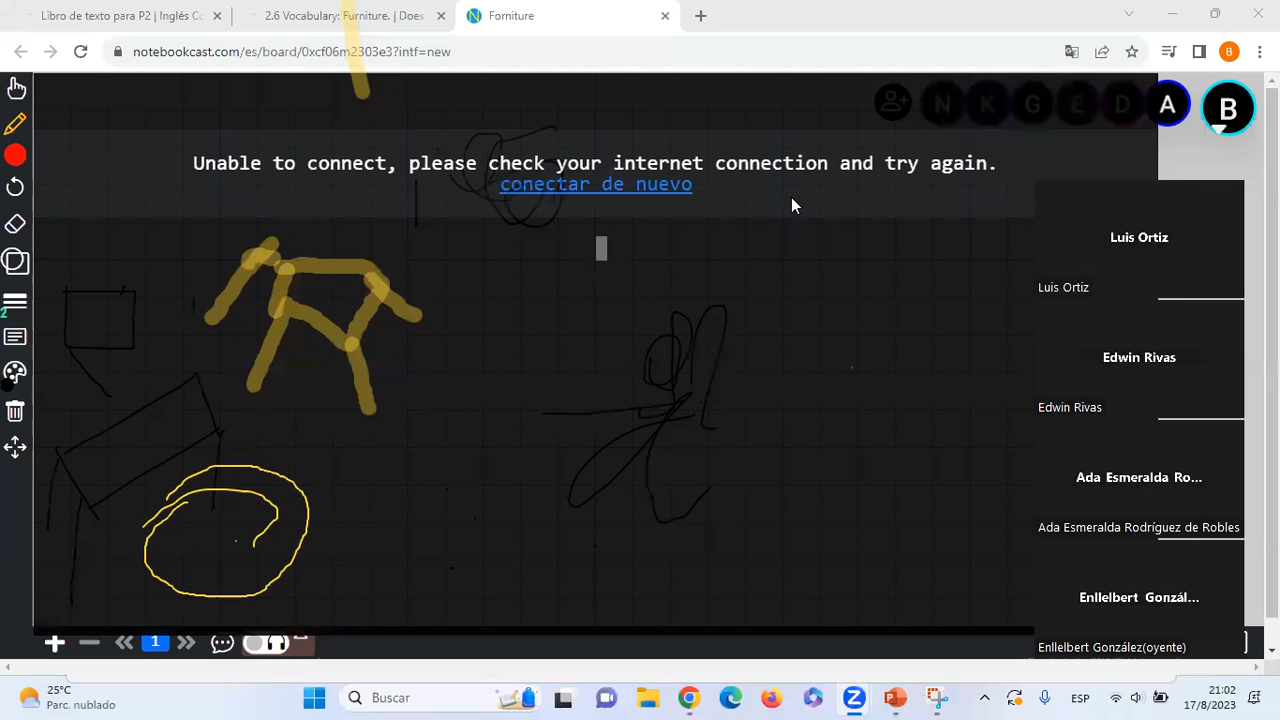 Libro de texto para P2 | Inglés Co
2.6 Vocabulary: Furniture. | Does
Forniture
notebookcast.com/es/board/0xcf06m2303e3?intf=new
B
N K G E D A B
Unable to connect, please check your internet connection and try again.
conectar de nuevo
Luis Ortiz
Luis Ortiz
Edwin Rivas
Edwin Rivas
Ada Esmeralda Ro...
Ada Esmeralda Rodríguez de Robles
Enllelbert Gonzál...
Enllelbert González(oyente)
2
1
25°C
Parc. nublado
Buscar
ESP
21:02
17/8/2023